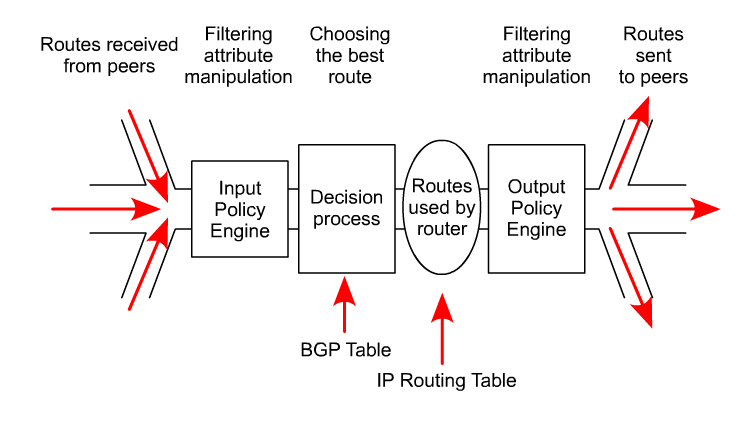 Routes received
from peers
Filtering
attribute
manipulation
Choosing
the best
route
Filtering
attribute
manipulation
Routes
sent
to peers
Input
Policy
Engine
Decision
process
Routes
used by
router
Output
Policy
Engine
BGP Table
IP Routing Table